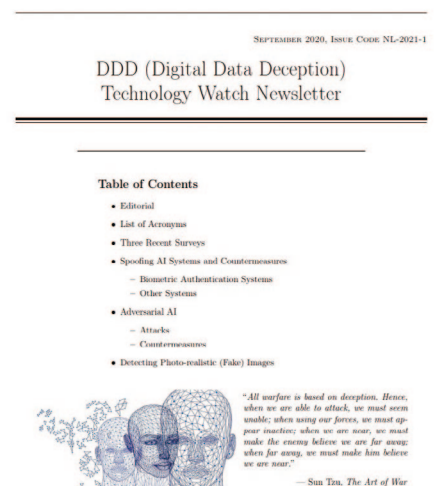 SEPTEMBER 2020, ISSUE CODE NL-2021-1
DDD (Digital Data Deception)
Technology Watch Newsletter
Table of Contents
• Editorial
• List of Acronyms
• Three Recent Surveys
• Spoofing AI Systems and Countermeasures
– Biometric Authentication Systems
– Other Systems
• Adversarial AI
– Attacks
– Countermeasures
• Detecting Photo-realistic (Fake) Images
"All warfare is based on deception. Hence,
when we are able to attack, we must seem
unable; when using our forces, we must ap-
pear inactive; when we are near, we must
make the enemy believe we are far away;
when far away, we must make him believe
we are near."
— Sun Tzu, The Art of War